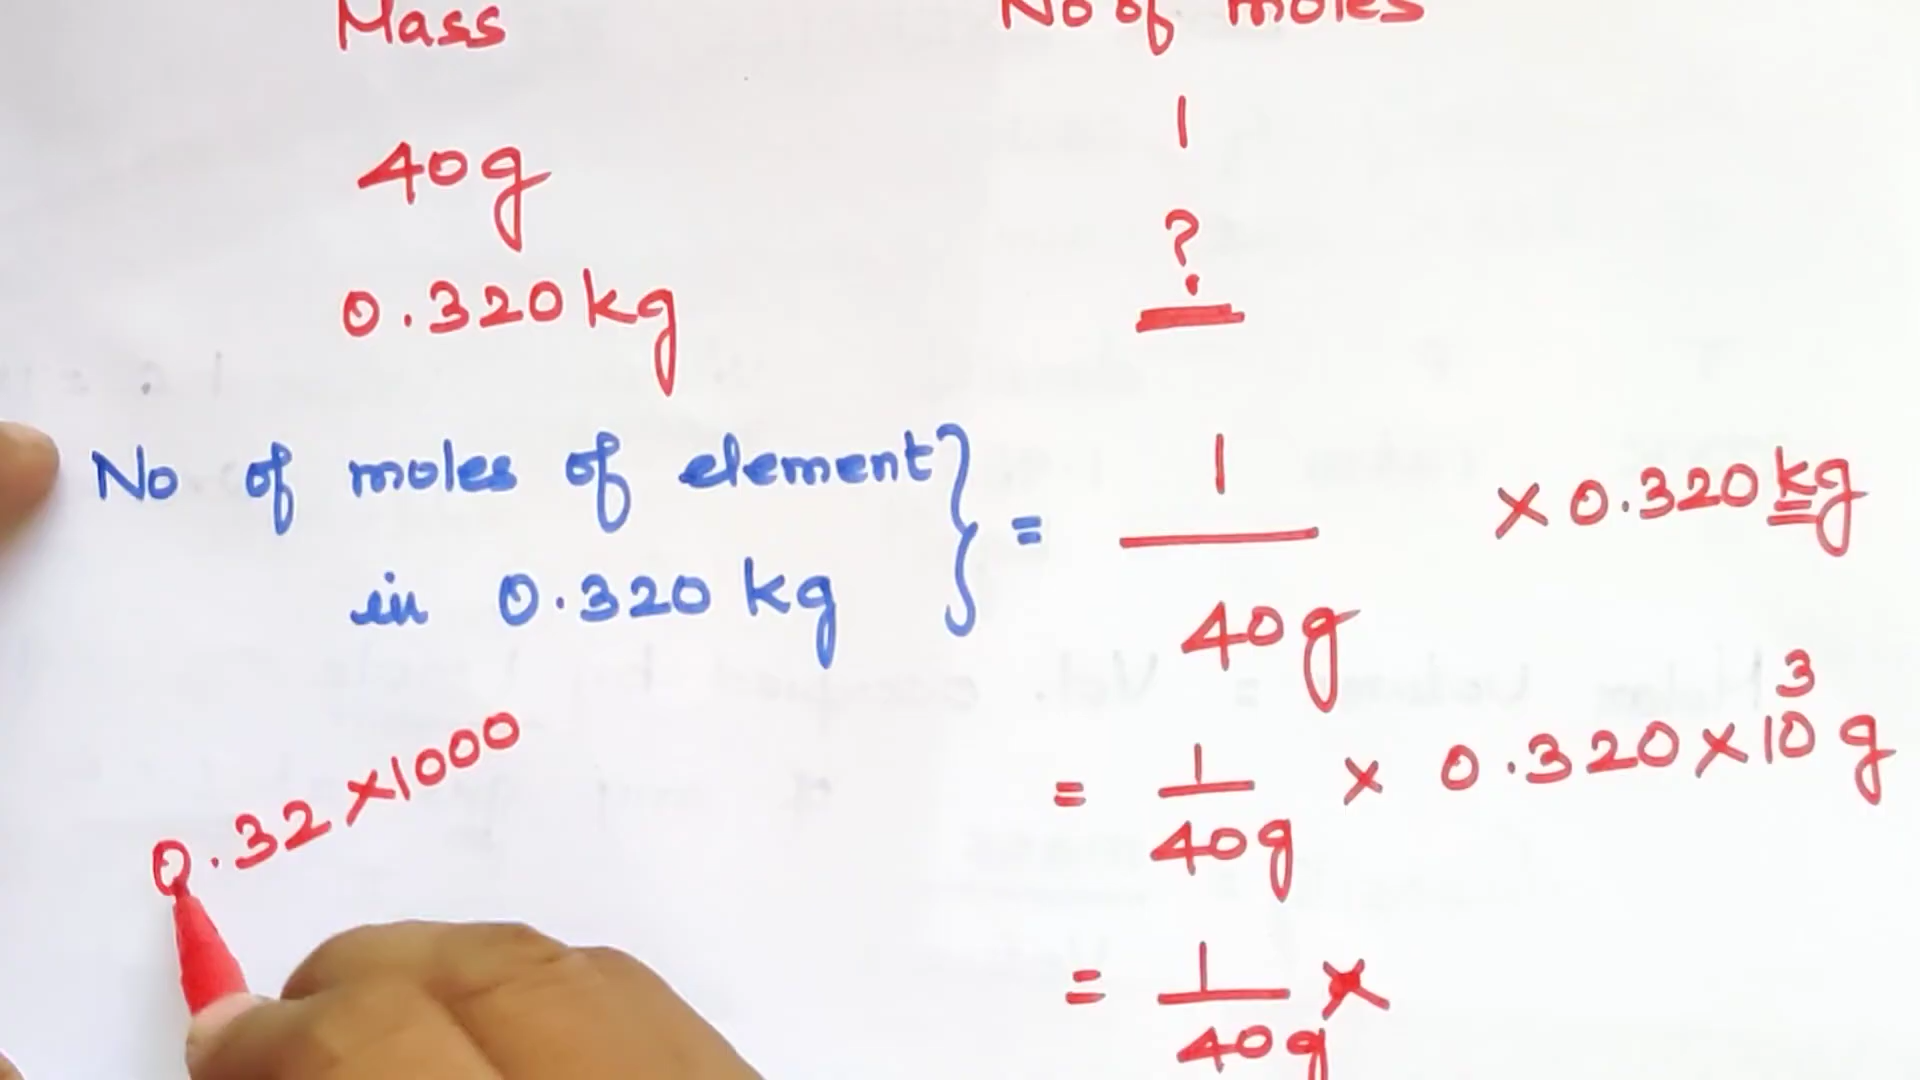 Mass No of moles
40g 1
0.320kg ?
No of moles of element } = 1/40g × 0.320kg
in 0.320 kg
= 1/40g × 0.320×10³ g
0.32×1000
= 1/40g ×